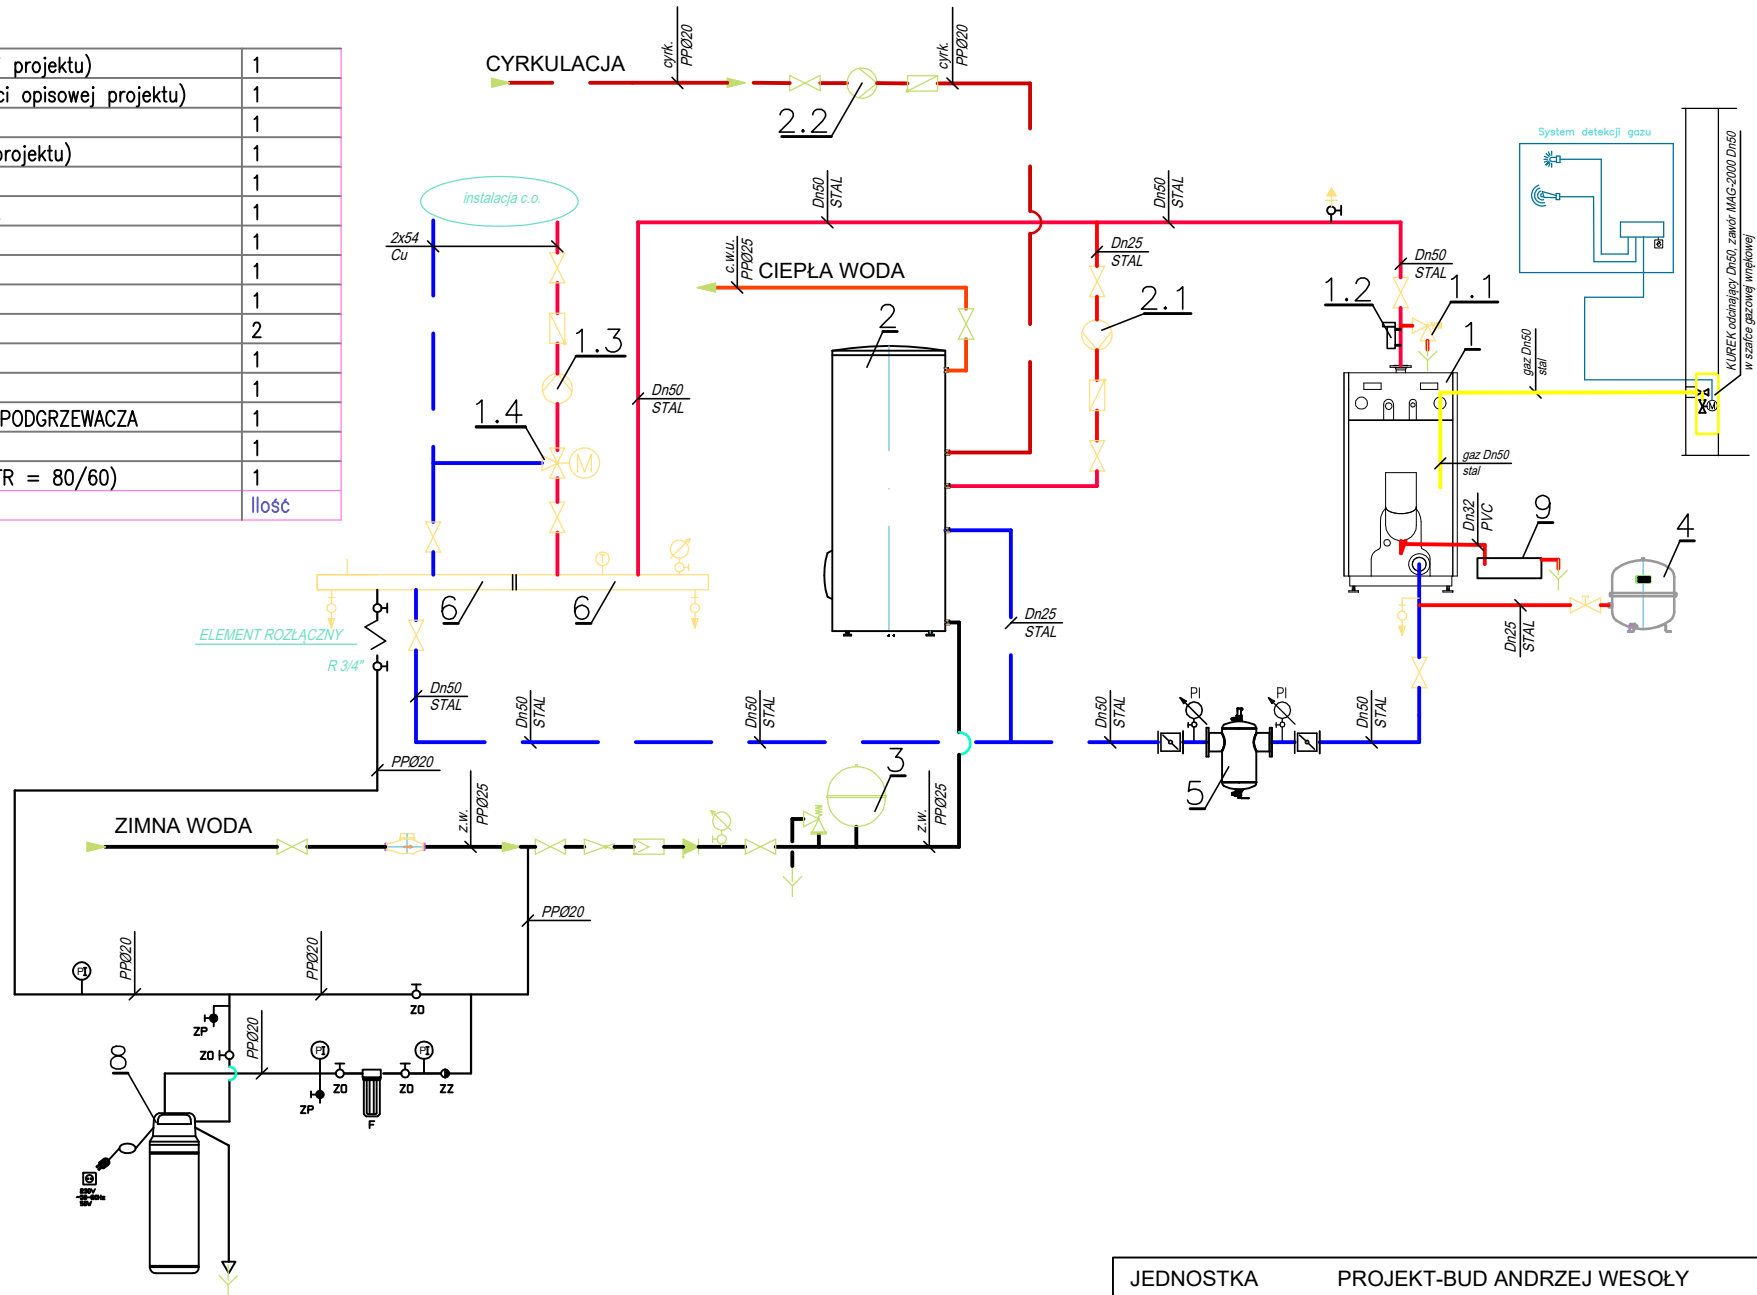 projektu) 1
ci opisowej projektu) 1
1
projektu) 1
1
1
1
1
1
2
1
1
PODGRZEWACZA 1
1
TR = 80/60) 1
Ilość
CYRKULACJA
cyrk.
PPØ20
cyrk.
PPØ20
2.2
instalacja c.o.
2x54
Cu
Dn50
STAL
Dn50
STAL
c.w.u.
PPØ25
CIEPŁA WODA
Dn25
STAL
Dn50
STAL
System detekcji gazu
KUREK odcinający Dn50, zawór MAG-2000 Dn50
w szafce gazowej wnękowej
1.2
1.1
1
2
2.1
1.3
1.4
M
Dn50
STAL
gaz Dn50
stal
M
gaz Dn50
stal
Dn32
PVC
9
4
T
6
6
ELEMENT ROZŁĄCZNY
R 3/4"
Dn25
STAL
Dn25
STAL
Dn50
STAL
Dn50
STAL
Dn50
STAL
Dn50
STAL
PI
PI
Dn50
STAL
5
PPØ20
3
ZIMNA WODA
z.w.
PPØ25
z.w.
PPØ25
PPØ20
PI
PPØ20
PPØ20
ZO
ZP
ZO
PPØ20
PI
PI
ZO
ZO
ZZ
ZP
F
8
230V
JEDNOSTKA PROJEKT-BUD ANDRZEJ WESOŁY